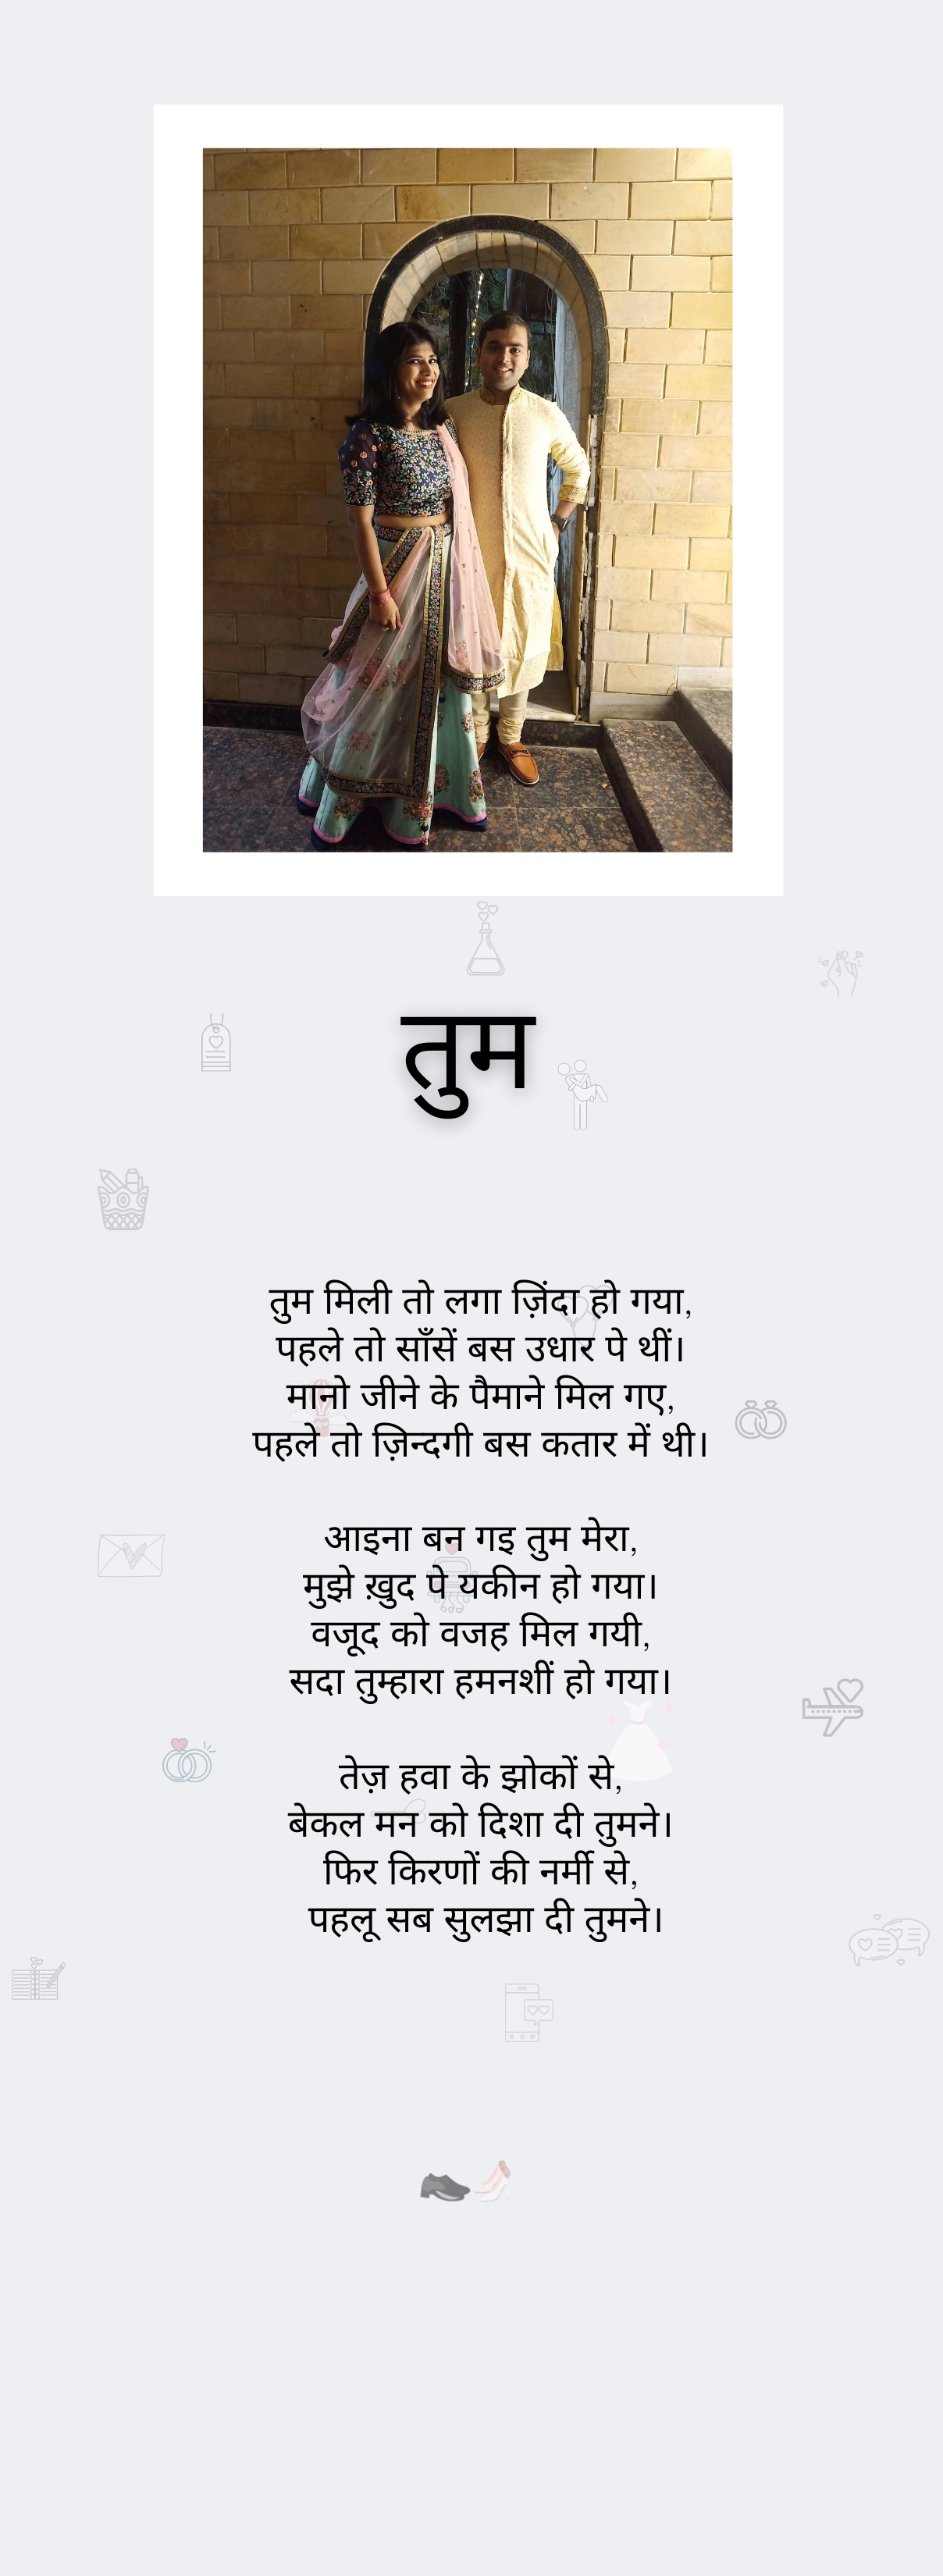 तुम
तुम मिली तो लगा ज़िंदा हो गया,
पहले तो साँसें बस उधार पे थीं।
मानो जीने के पैमाने मिल गए,
पहले तो ज़िन्दगी बस कतार में थी।
आइना बन गइ तुम मेरा,
मुझे ख़ुद पे यकीन हो गया।
वजूद को वजह मिल गयी,
सदा तुम्हारा हमनशीं हो गया।
तेज़ हवा के झोकों से,
बेकल मन को दिशा दी तुमने।
फिर किरणों की नर्मी से,
पहलू सब सुलझा दी तुमने।